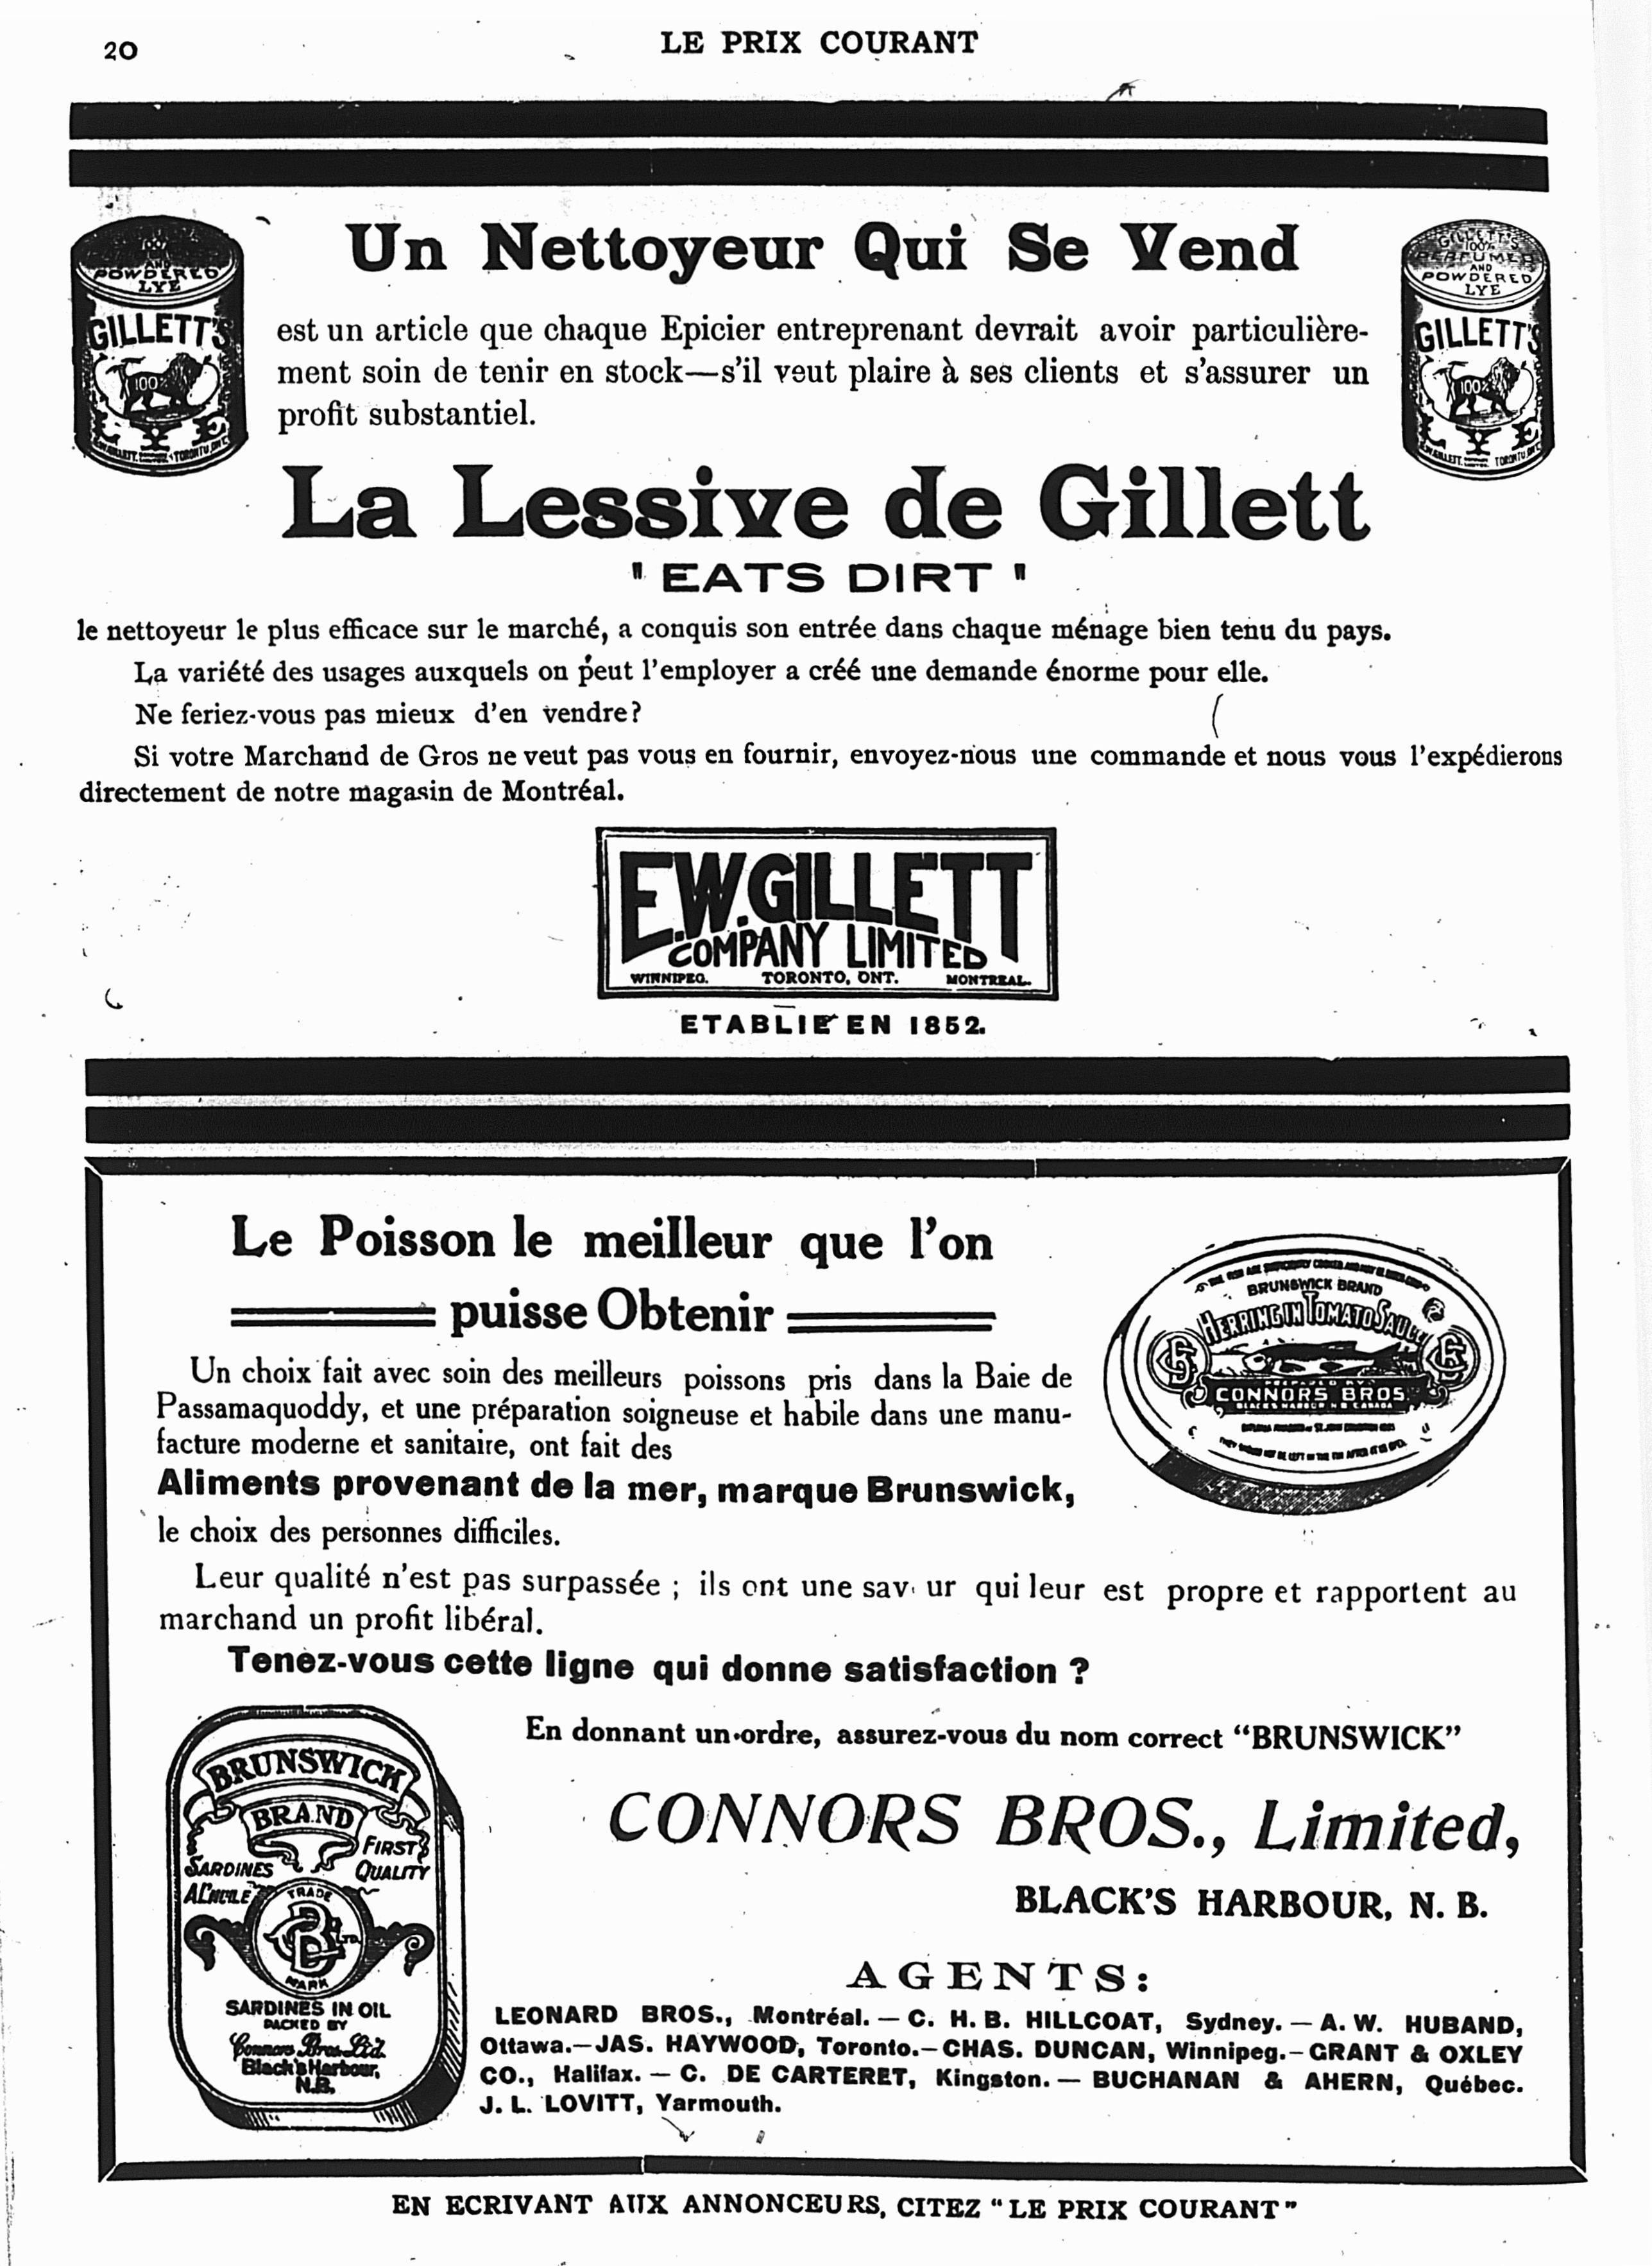 20
LE PRIX COURANT
AND
POWDERED
LYE
GILLETT'S
100%
LYE
Un Nettoyeur Qui Se Vend
GILLETT'S
100%
PERFUMED
AND
POWDERED
LYE
GILLETT'S
100%
LYE
est un article que chaque Epicier entreprenant devrait avoir particulière-
ment soin de tenir en stock—s'il veut plaire à ses clients et s'assurer un
profit substantiel.
La Lessive de Gillett
"EATS DIRT"
le nettoyeur le plus efficace sur le marché, a conquis son entrée dans chaque ménage bien tenu du pays.
La variété des usages auxquels on peut l'employer a créé une demande énorme pour elle.
Ne feriez-vous pas mieux d'en vendre?
Si votre Marchand de Gros ne veut pas vous en fournir, envoyez-nous une commande et nous vous l'expédierons
directement de notre magasin de Montréal.
E.W. GILLETT
COMPANY LIMITED
WINNIPEG. TORONTO, ONT. MONTREAL.
ETABLIE EN 1852.
Le Poisson le meilleur que l'on
puisse Obtenir
BRUNSWICK BRAND
HERRING IN TOMATO SAUCE
CONNORS BROS.
Un choix fait avec soin des meilleurs poissons pris dans la Baie de
Passamaquoddy, et une préparation soigneuse et habile dans une manu-
facture moderne et sanitaire, ont fait des
Aliments provenant de la mer, marque Brunswick,
le choix des personnes difficiles.
Leur qualité n'est pas surpassée ; ils ont une sav ur qui leur est propre et rapportent au
marchand un profit libéral.
Tenez-vous cette ligne qui donne satisfaction ?
BRUNSWICK
BRAND
FIRST
QUALITY
SARDINES
TRADE
MARK
SARDINES IN OIL
PACKED BY
Connors Bros. Ltd.
Black's Harbour,
N.B.
En donnant un ordre, assurez-vous du nom correct "BRUNSWICK"
CONNORS BROS., Limited,
BLACK'S HARBOUR, N. B.
AGENTS:
LEONARD BROS., Montréal. — C. H. B. HILLCOAT, Sydney. — A. W. HUBAND,
Ottawa.—JAS. HAYWOOD, Toronto.—CHAS. DUNCAN, Winnipeg.—GRANT & OXLEY
CO., Halifax. — C. DE CARTERET, Kingston. — BUCHANAN & AHERN, Québec.
J. L. LOVITT, Yarmouth.
EN ECRIVANT AUX ANNONCEURS, CITEZ "LE PRIX COURANT"